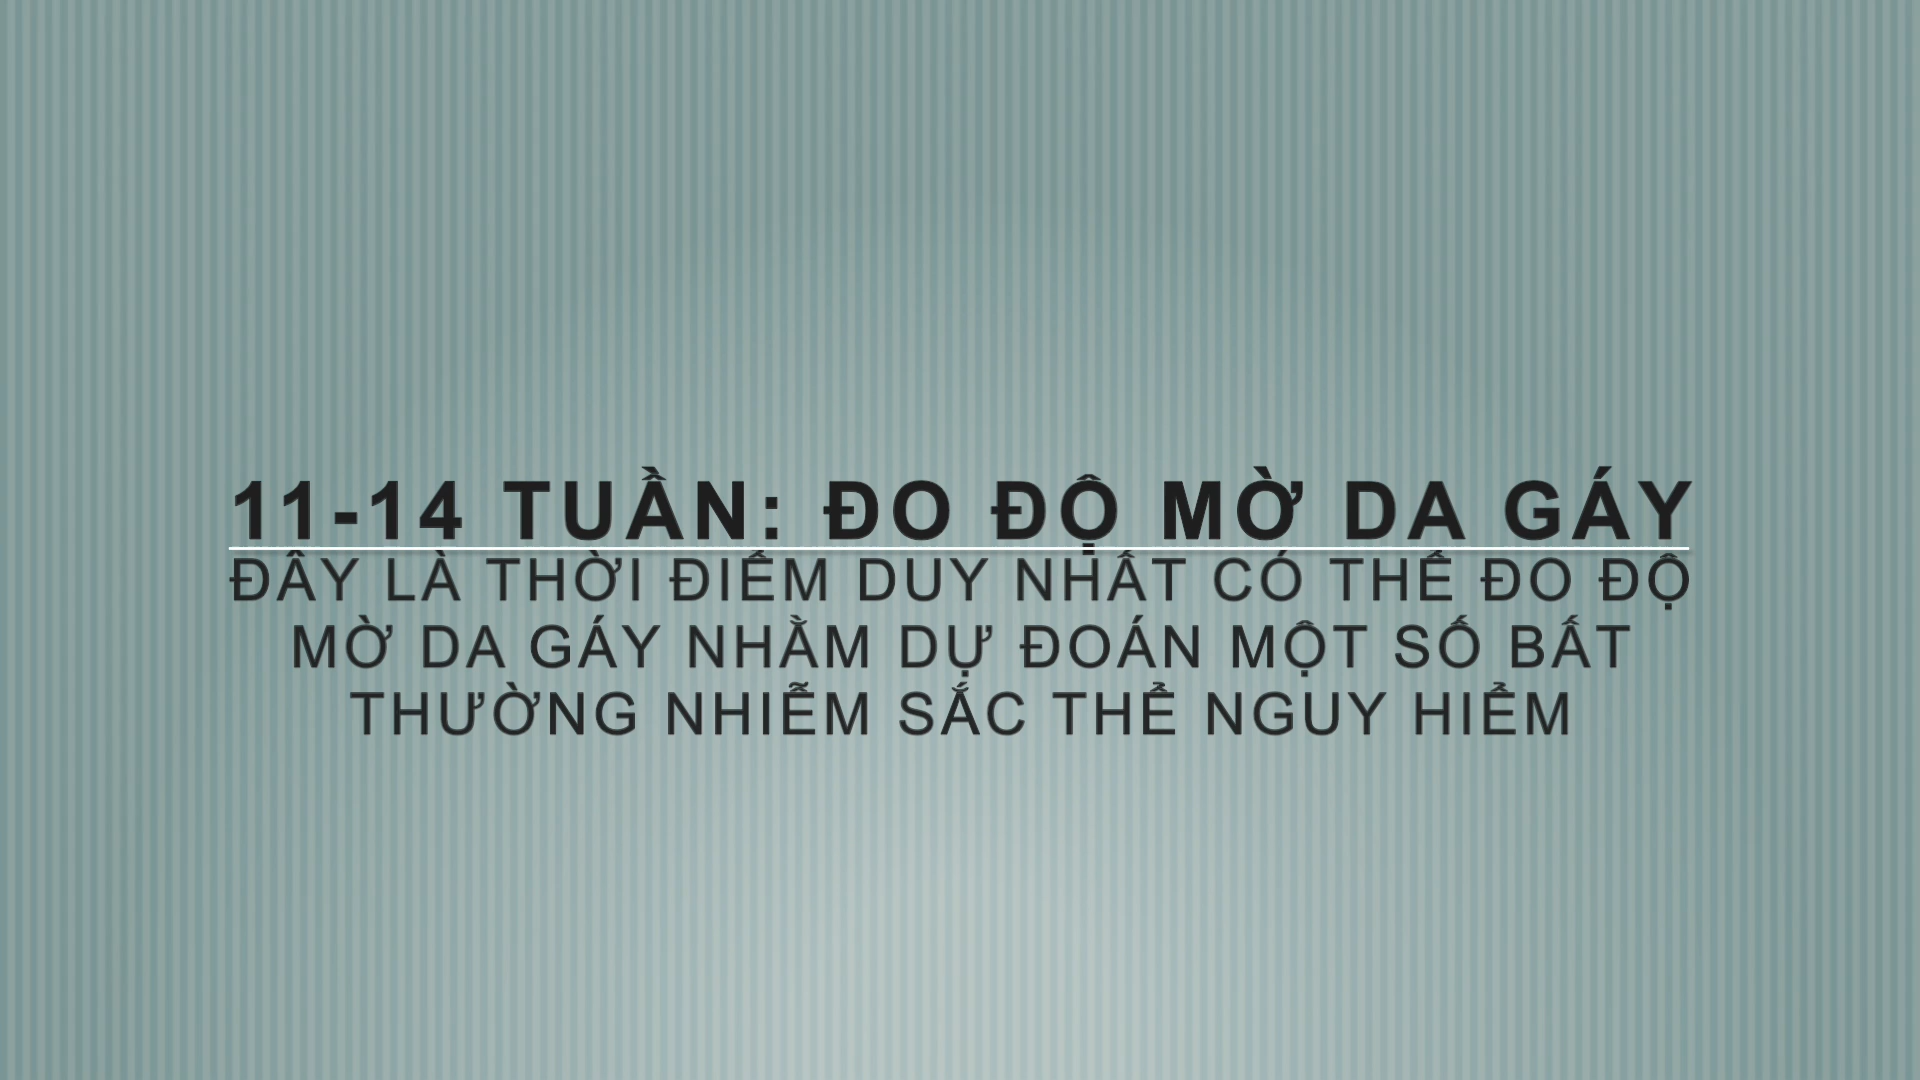 11-14 TUẦN: ĐO ĐỘ MỜ DA GÁY
ĐÂY LÀ THỜI ĐIỂM DUY NHẤT CÓ THỂ ĐO ĐỘ
MỜ DA GÁY NHẰM DỰ ĐOÁN MỘT SỐ BẤT
THƯỜNG NHIỄM SẮC THỂ NGUY HIỂM